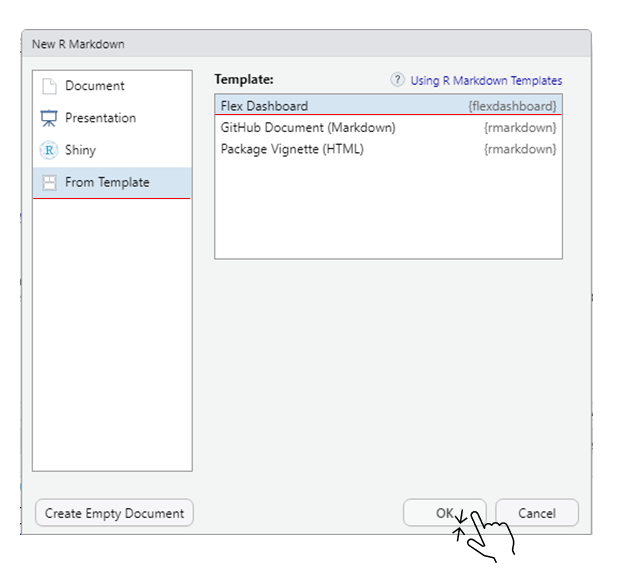 New R Markdown
Document
Presentation
R Shiny
From Template
Template:
? Using R Markdown Templates
Flex Dashboard {flexdashboard}
GitHub Document (Markdown) {rmarkdown}
Package Vignette (HTML) {rmarkdown}
Create Empty Document
OK
Cancel